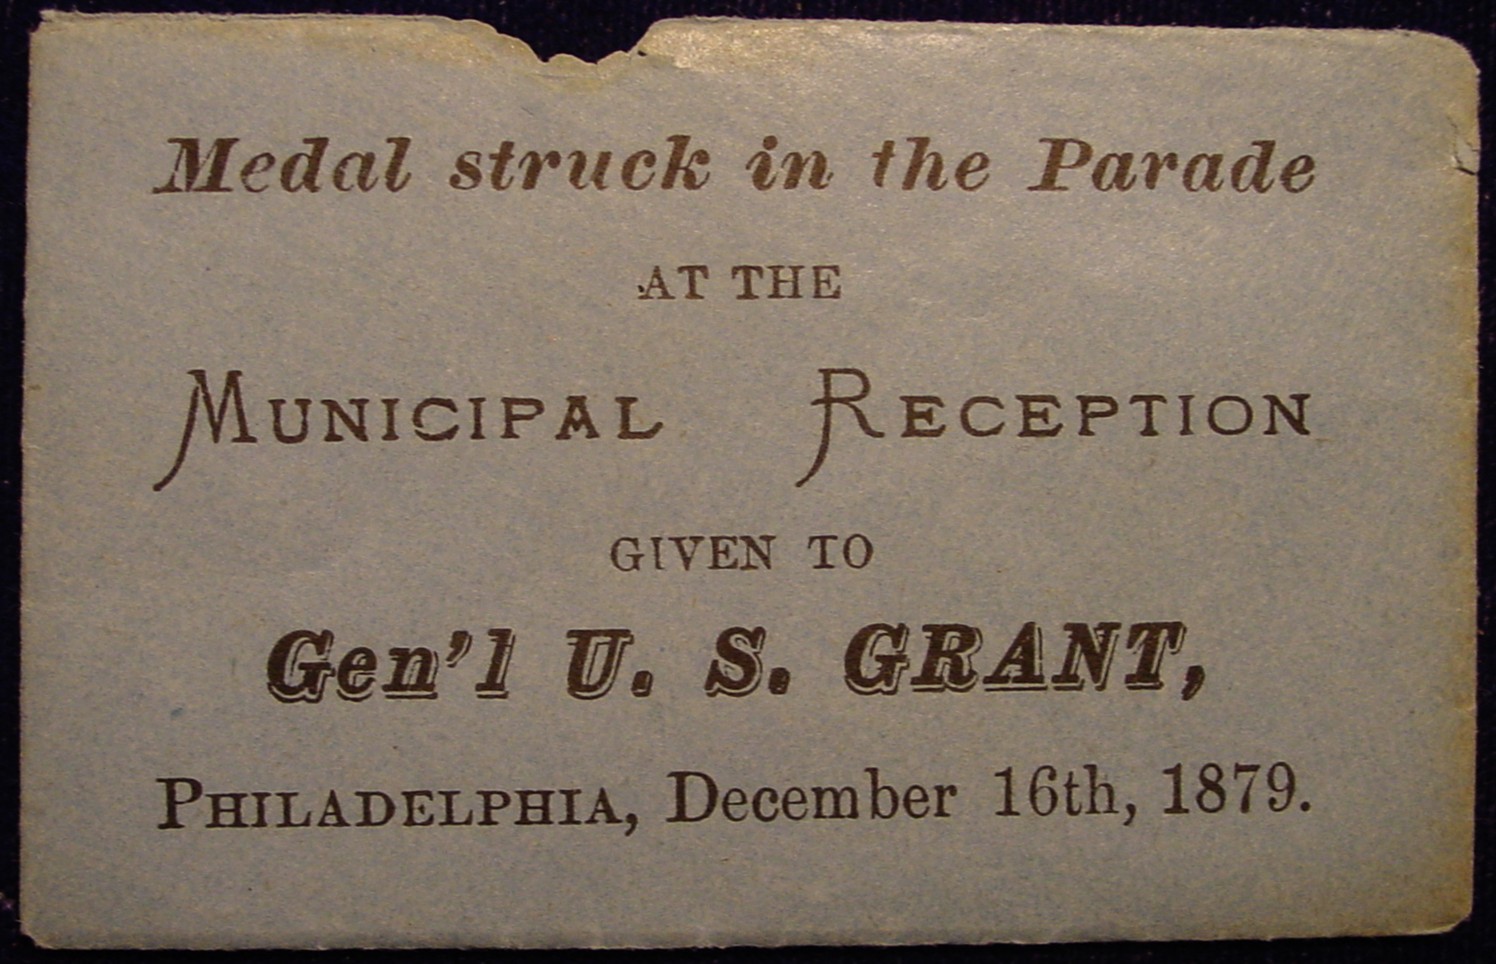 Medal struck in the Parade
AT THE
MUNICIPAL RECEPTION
GIVEN TO
Gen'l U. S. GRANT,
PHILADELPHIA, December 16th, 1879.